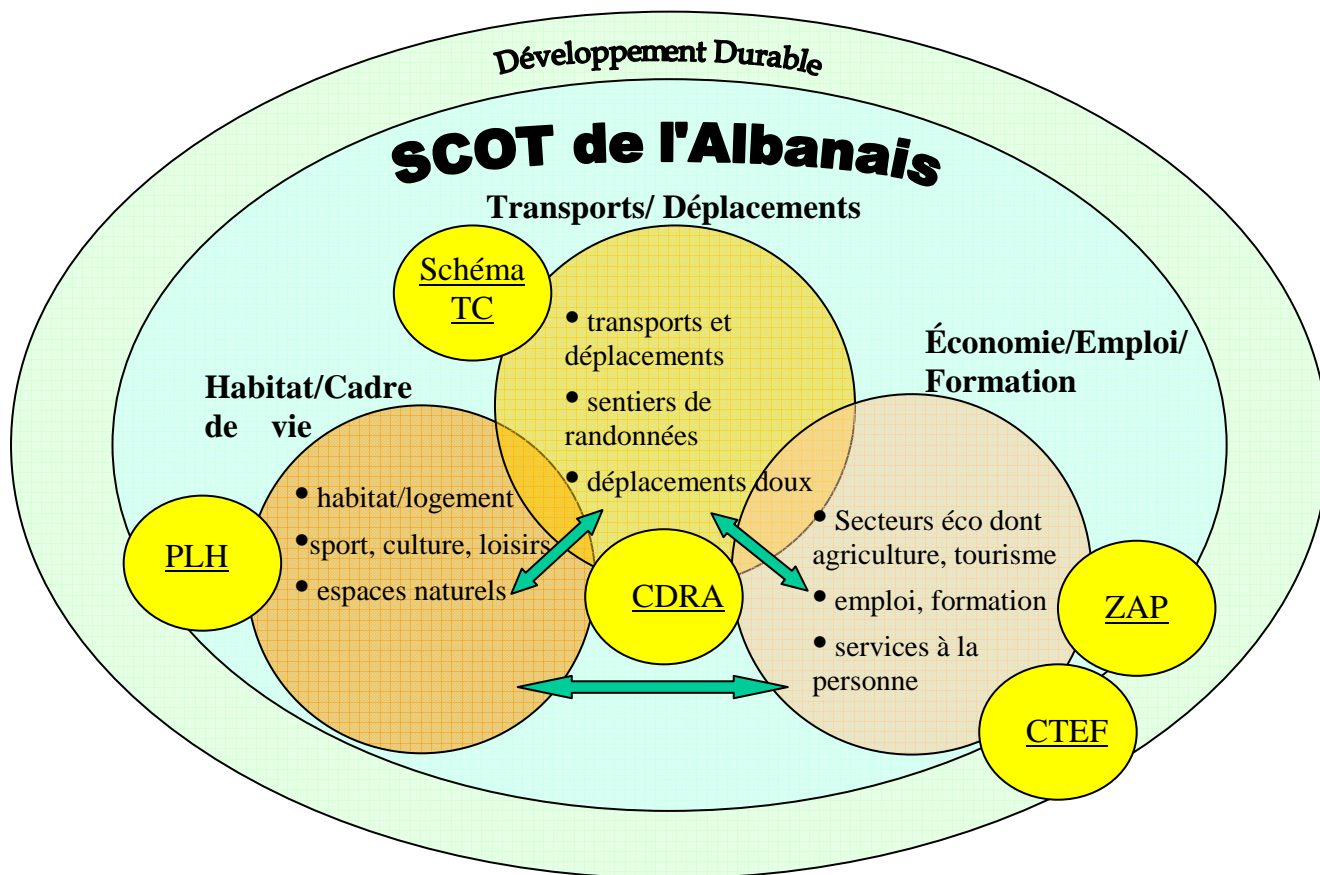 Développement Durable
SCOT de l'Albanais
Transports/ Déplacements
Schéma
TC
• transports et
déplacements
• sentiers de
randonnées
• déplacements doux
Habitat/Cadre
de vie
• habitat/logement
•sport, culture, loisirs
• espaces naturels
PLH
CDRA
Économie/Emploi/
Formation
• Secteurs éco dont
agriculture, tourisme
• emploi, formation
• services à la
personne
ZAP
CTEF